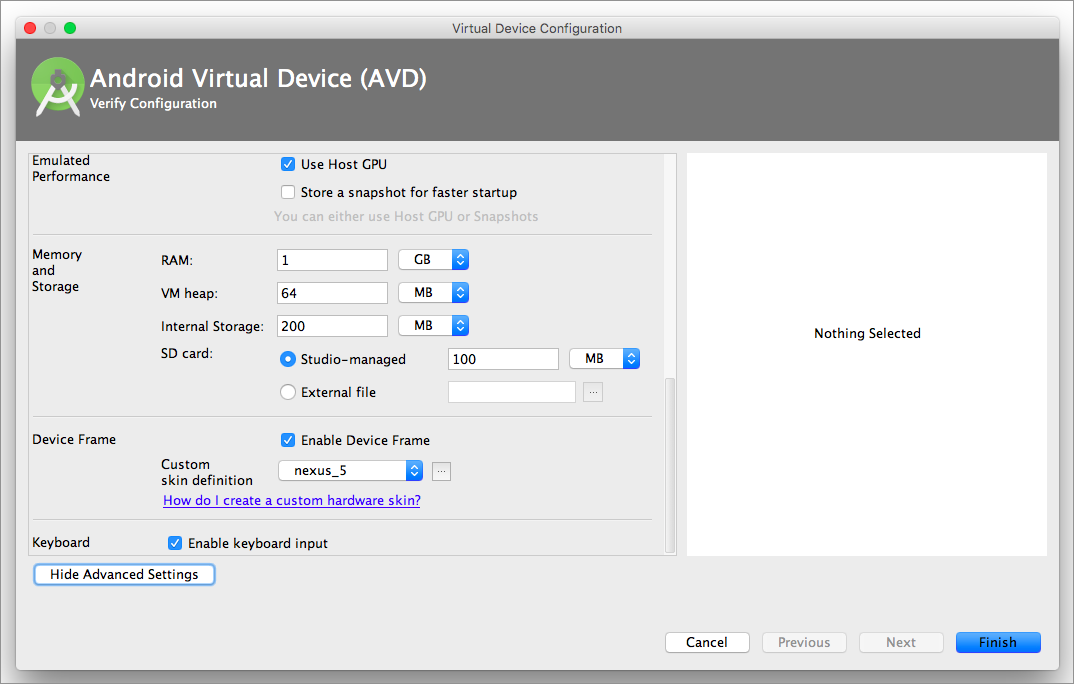 Virtual Device Configuration
Android Virtual Device (AVD)
Verify Configuration
Emulated
Performance
Use Host GPU
Store a snapshot for faster startup
You can either use Host GPU or Snapshots
Memory
and
Storage
RAM: 1 GB
VM heap: 64 MB
Internal Storage: 200 MB
SD card:
Studio-managed 100 MB
External file ...
Nothing Selected
Device Frame
Enable Device Frame
Custom
skin definition
nexus_5 ...
How do I create a custom hardware skin?
Keyboard
Enable keyboard input
Hide Advanced Settings
Cancel Previous Next Finish